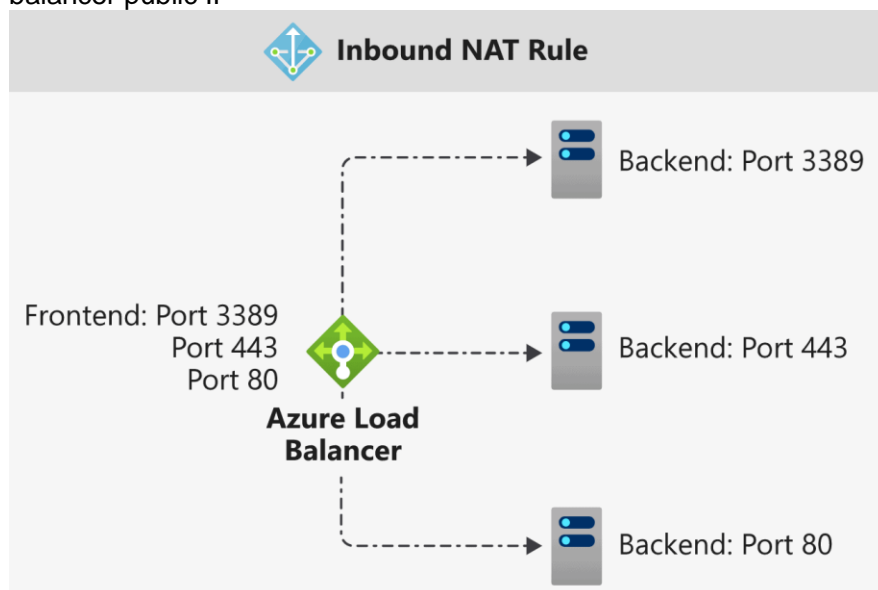 Inbound NAT Rule
Backend: Port 3389
Frontend: Port 3389
Port 443
Port 80
Backend: Port 443
Azure Load
Balancer
Backend: Port 80